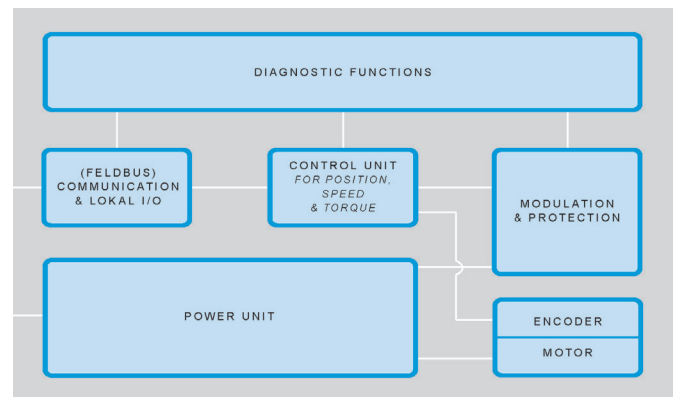 DIAGNOSTIC FUNCTIONS
(FELDBUS)
COMMUNICATION
& LOKAL I/O
CONTROL UNIT
FOR POSITION,
SPEED
& TORQUE
MODULATION
& PROTECTION
POWER UNIT
ENCODER
MOTOR